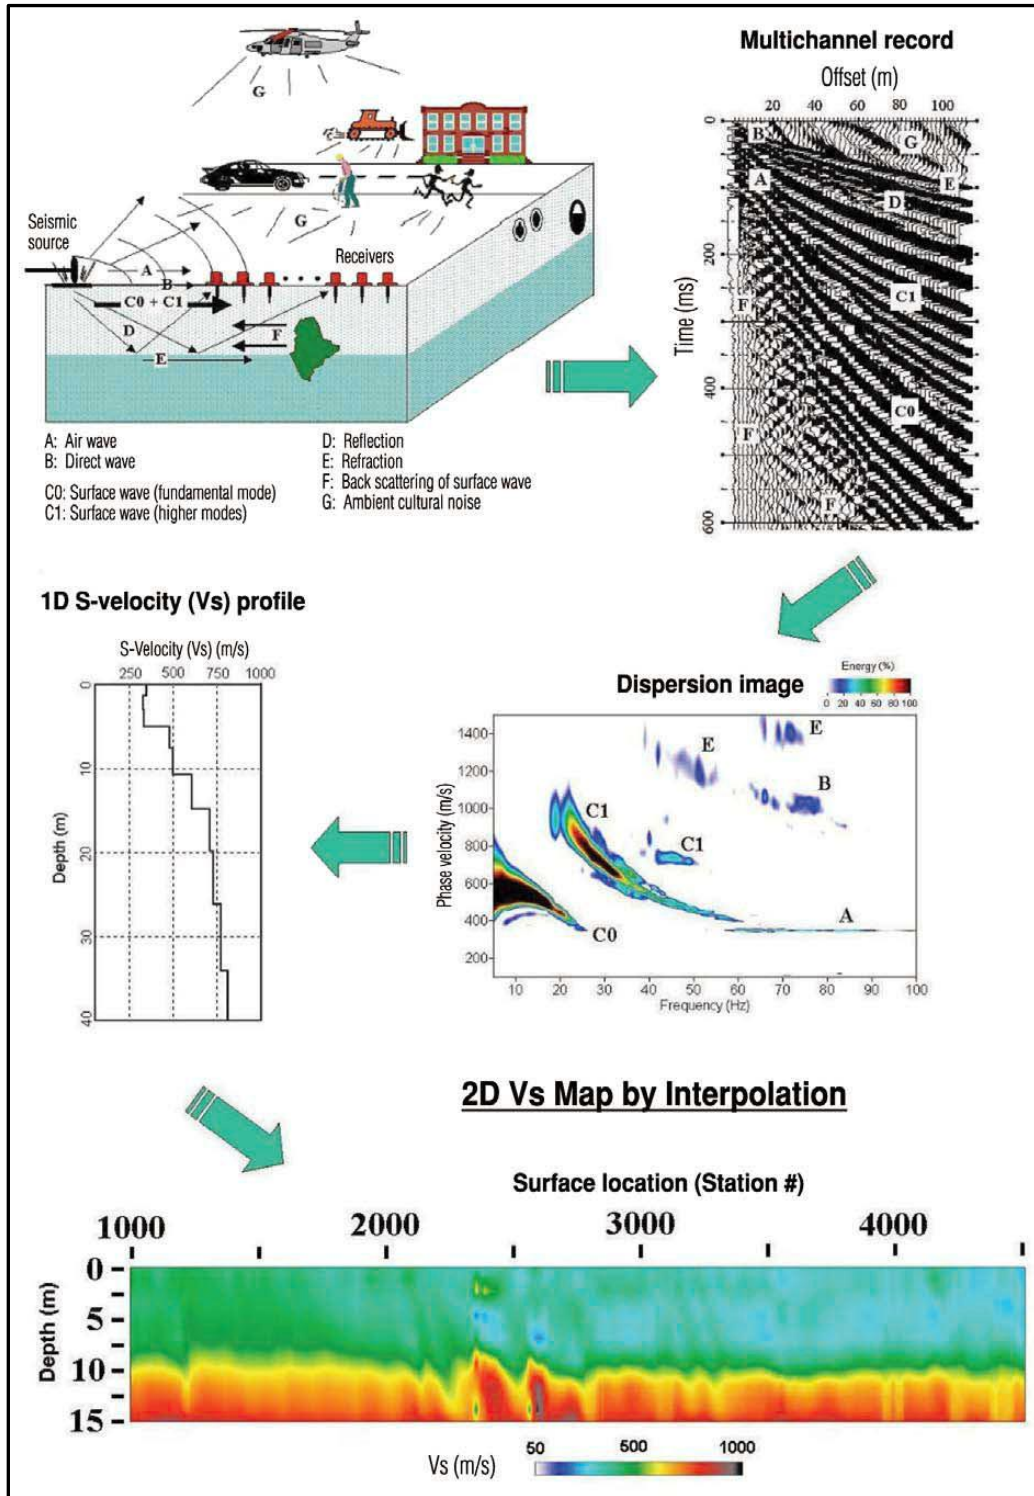 Multichannel record
Offset (m)
20 40 60 80 100
0
200
400
600
Time (ms)
B
A
G
E
D
C1
F
C0
F
F
G
G
Seismic
source
Receivers
A
B
C0 + C1
D
E
F
A: Air wave
B: Direct wave
C0: Surface wave (fundamental mode)
C1: Surface wave (higher modes)
D: Reflection
E: Refraction
F: Back scattering of surface wave
G: Ambient cultural noise
1D S-velocity (Vs) profile
S-Velocity (Vs) (m/s)
250 500 750 1000
0
10
20
30
40
Depth (m)
Dispersion image
Energy (%)
0 20 40 60 80 100
1400
1200
1000
800
600
400
200
Phase velocity (m/s)
E
E
B
C1
C1
A
C0
10 20 30 40 50 60 70 80 90 100
Frequency (Hz)
2D Vs Map by Interpolation
Surface location (Station #)
1000 2000 3000 4000
0
5
10
15
Depth (m)
50 500 1000
Vs (m/s)